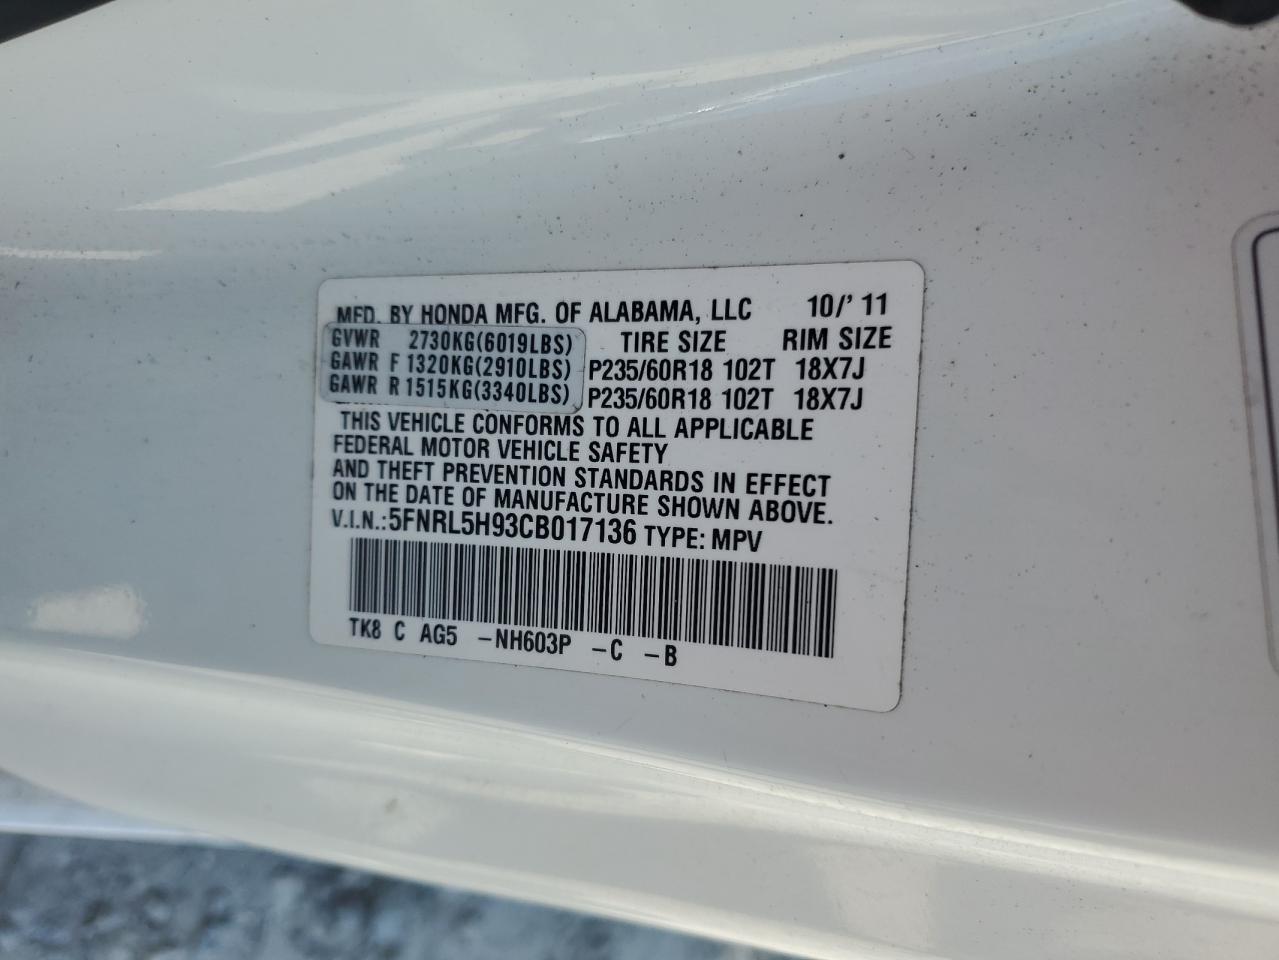 MFD. BY HONDA MFG. OF ALABAMA, LLC 10/'11
GVWR 2730KG(6019LBS) TIRE SIZE RIM SIZE
GAWR F 1320KG(2910LBS) P235/60R18 102T 18X7J
GAWR R 1515KG(3340LBS) P235/60R18 102T 18X7J
THIS VEHICLE CONFORMS TO ALL APPLICABLE
FEDERAL MOTOR VEHICLE SAFETY
AND THEFT PREVENTION STANDARDS IN EFFECT
ON THE DATE OF MANUFACTURE SHOWN ABOVE.
V.I.N.:5FNRL5H93CB017136 TYPE: MPV
TK8 C AG5 -NH603P -C -B